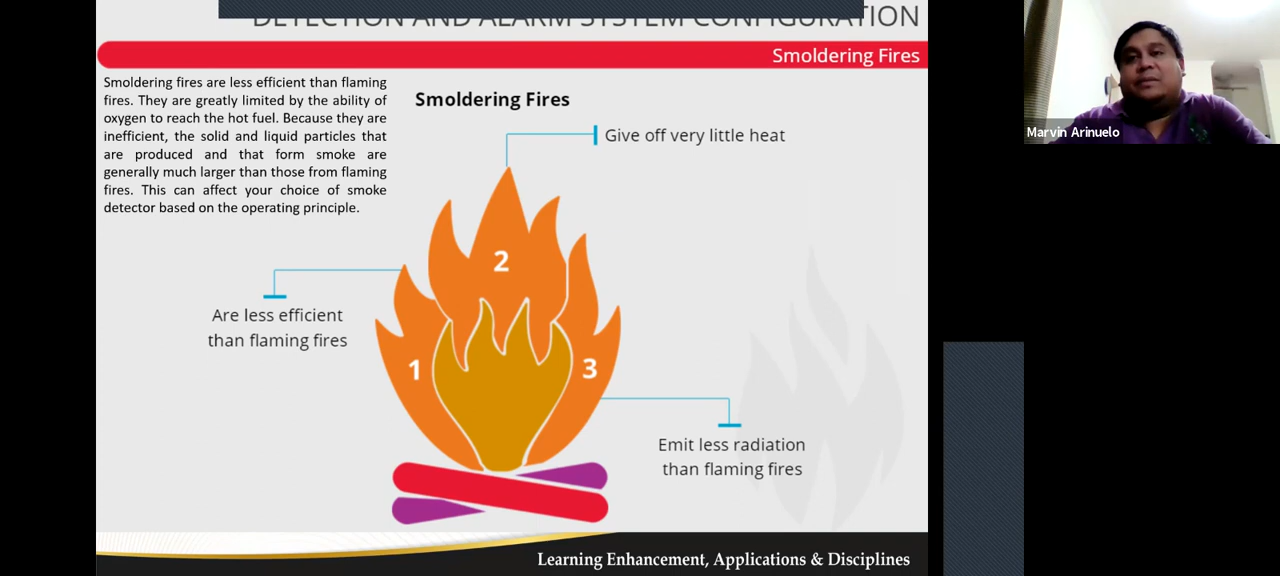 DETECTION AND ALARM SYSTEM CONFIGURATION
Smoldering Fires
Smoldering fires are less efficient than flaming
fires. They are greatly limited by the ability of
oxygen to reach the hot fuel. Because they are
inefficient, the solid and liquid particles that
are produced and that form smoke are
generally much larger than those from flaming
fires. This can affect your choice of smoke
detector based on the operating principle.
Smoldering Fires
Give off very little heat
2
Are less efficient
than flaming fires
1
3
Emit less radiation
than flaming fires
Learning Enhancement, Applications & Disciplines
Marvin Arinuelo